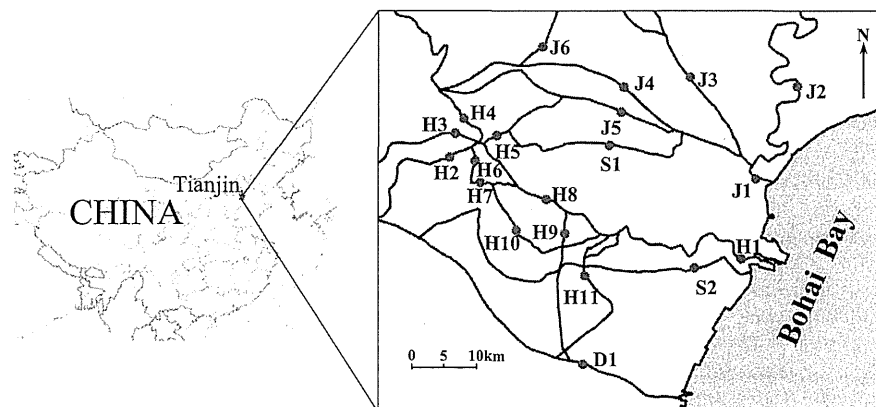 CHINA
Tianjin
N
J6
J4
J3
J2
H4
H3
J5
H5
S1
H2
H6
H7
J1
H8
H9
H10
H1
S2
H11
D1
0 5 10km
Bohai Bay